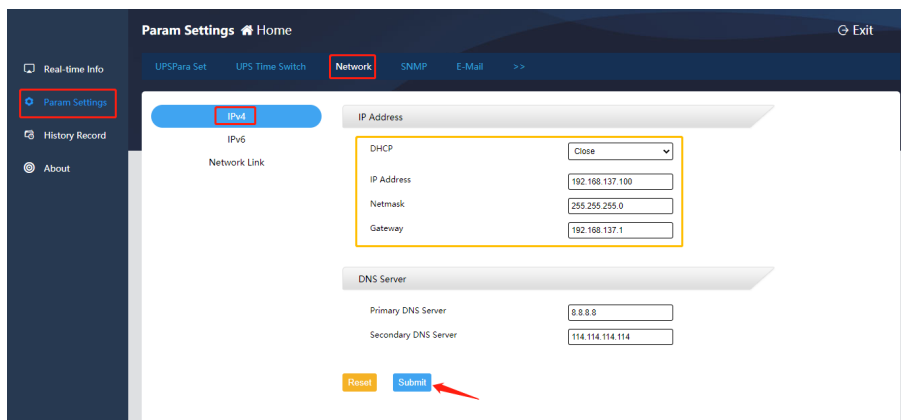 Param Settings Home
Exit
Real-time Info
Param Settings
History Record
About
UPSPara Set UPS Time Switch Network SNMP E-Mail >>
IPv4
IPv6
Network Link
IP Address
DHCP Close
IP Address 192.168.137.100
Netmask 255.255.255.0
Gateway 192.168.137.1
DNS Server
Primary DNS Server 8.8.8.8
Secondary DNS Server 114.114.114.114
Reset Submit